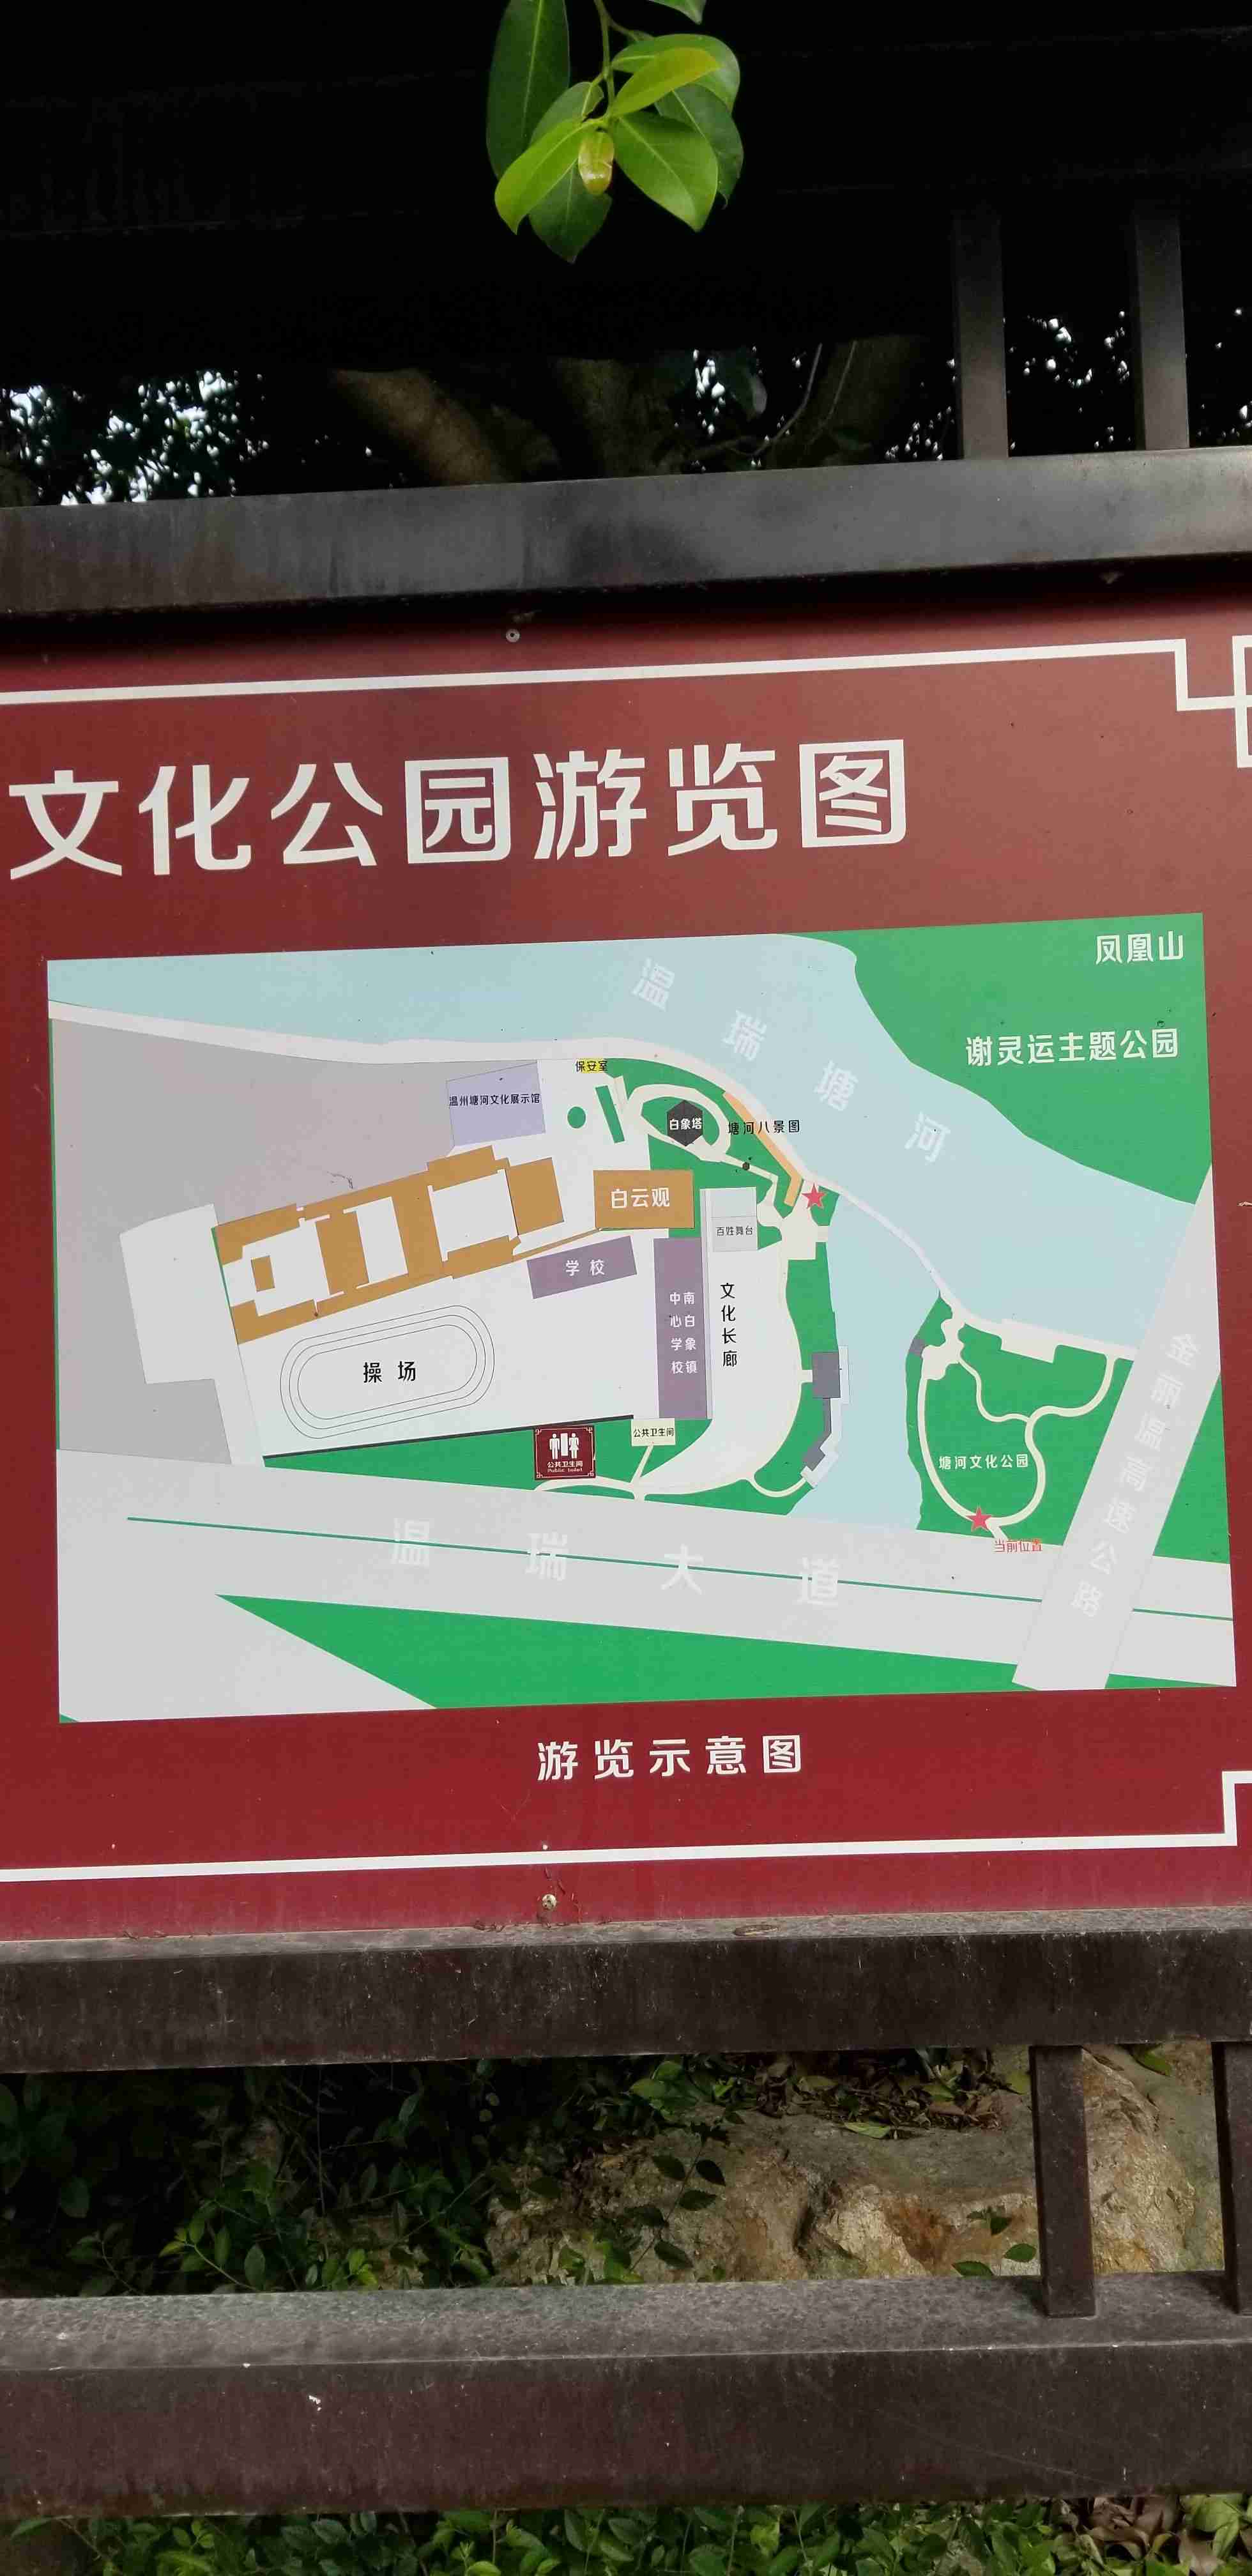 文化公园游览图
凤凰山
谢灵运主题公园
温瑞塘河
保安室
温州塘河文化展示馆
白象塔
塘河八景图
白云观
百姓舞台
学校
南白象镇
中心学校
文化长廊
操场
公共卫生间
公共卫生间
Public toilet
塘河文化公园
当前位置
金丽温高速公路
温瑞大道
游览示意图